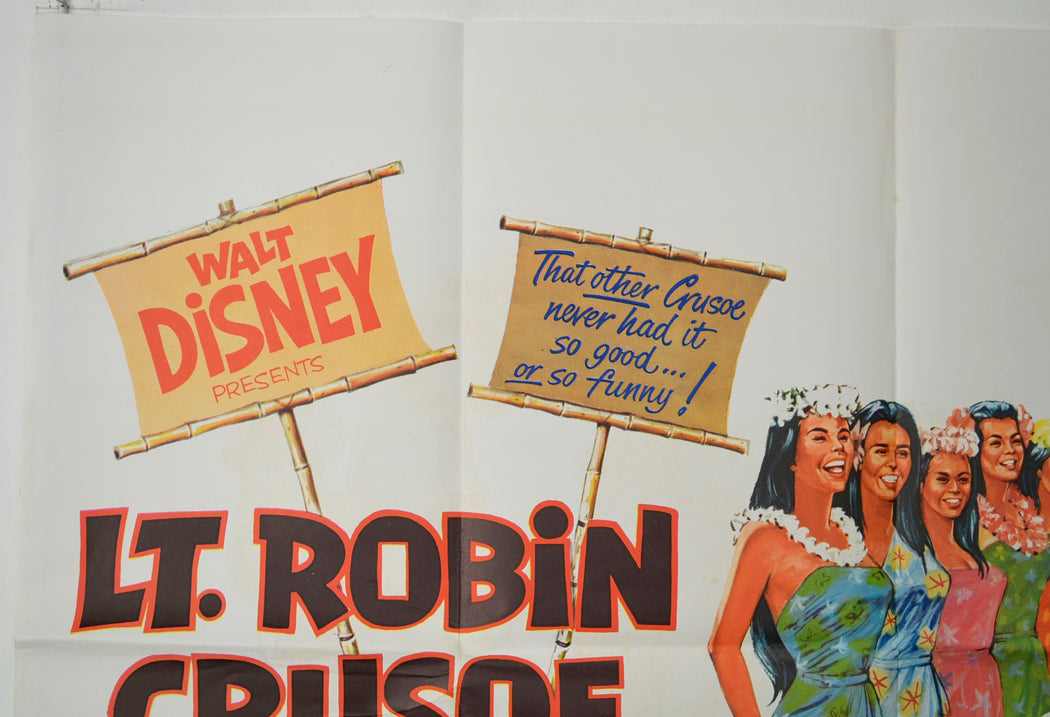 WALT
DiSNEY
PRESENTS
That other Crusoe
never had it
so good...
or so funny!
LT. ROBiN
CRUSOE